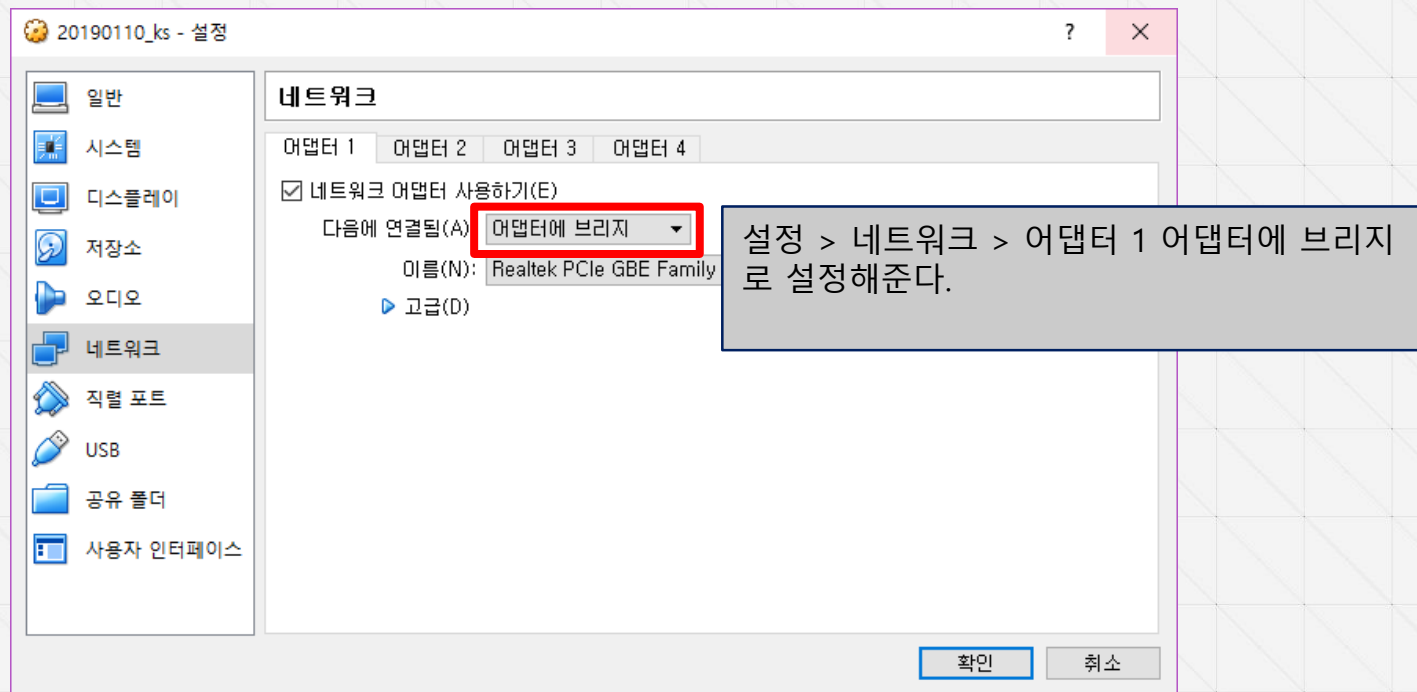 20190110_ks - 설정
?
일반
시스템
디스플레이
저장소
오디오
네트워크
직렬 포트
USB
공유 폴더
사용자 인터페이스
네트워크
어댑터 1 어댑터 2 어댑터 3 어댑터 4
네트워크 어댑터 사용하기(E)
다음에 연결됨(A) 어댑터에 브리지
이름(N): Realtek PCIe GBE Family
고급(D)
설정 > 네트워크 > 어댑터 1 어댑터에 브리지
로 설정해준다.
확인 취소